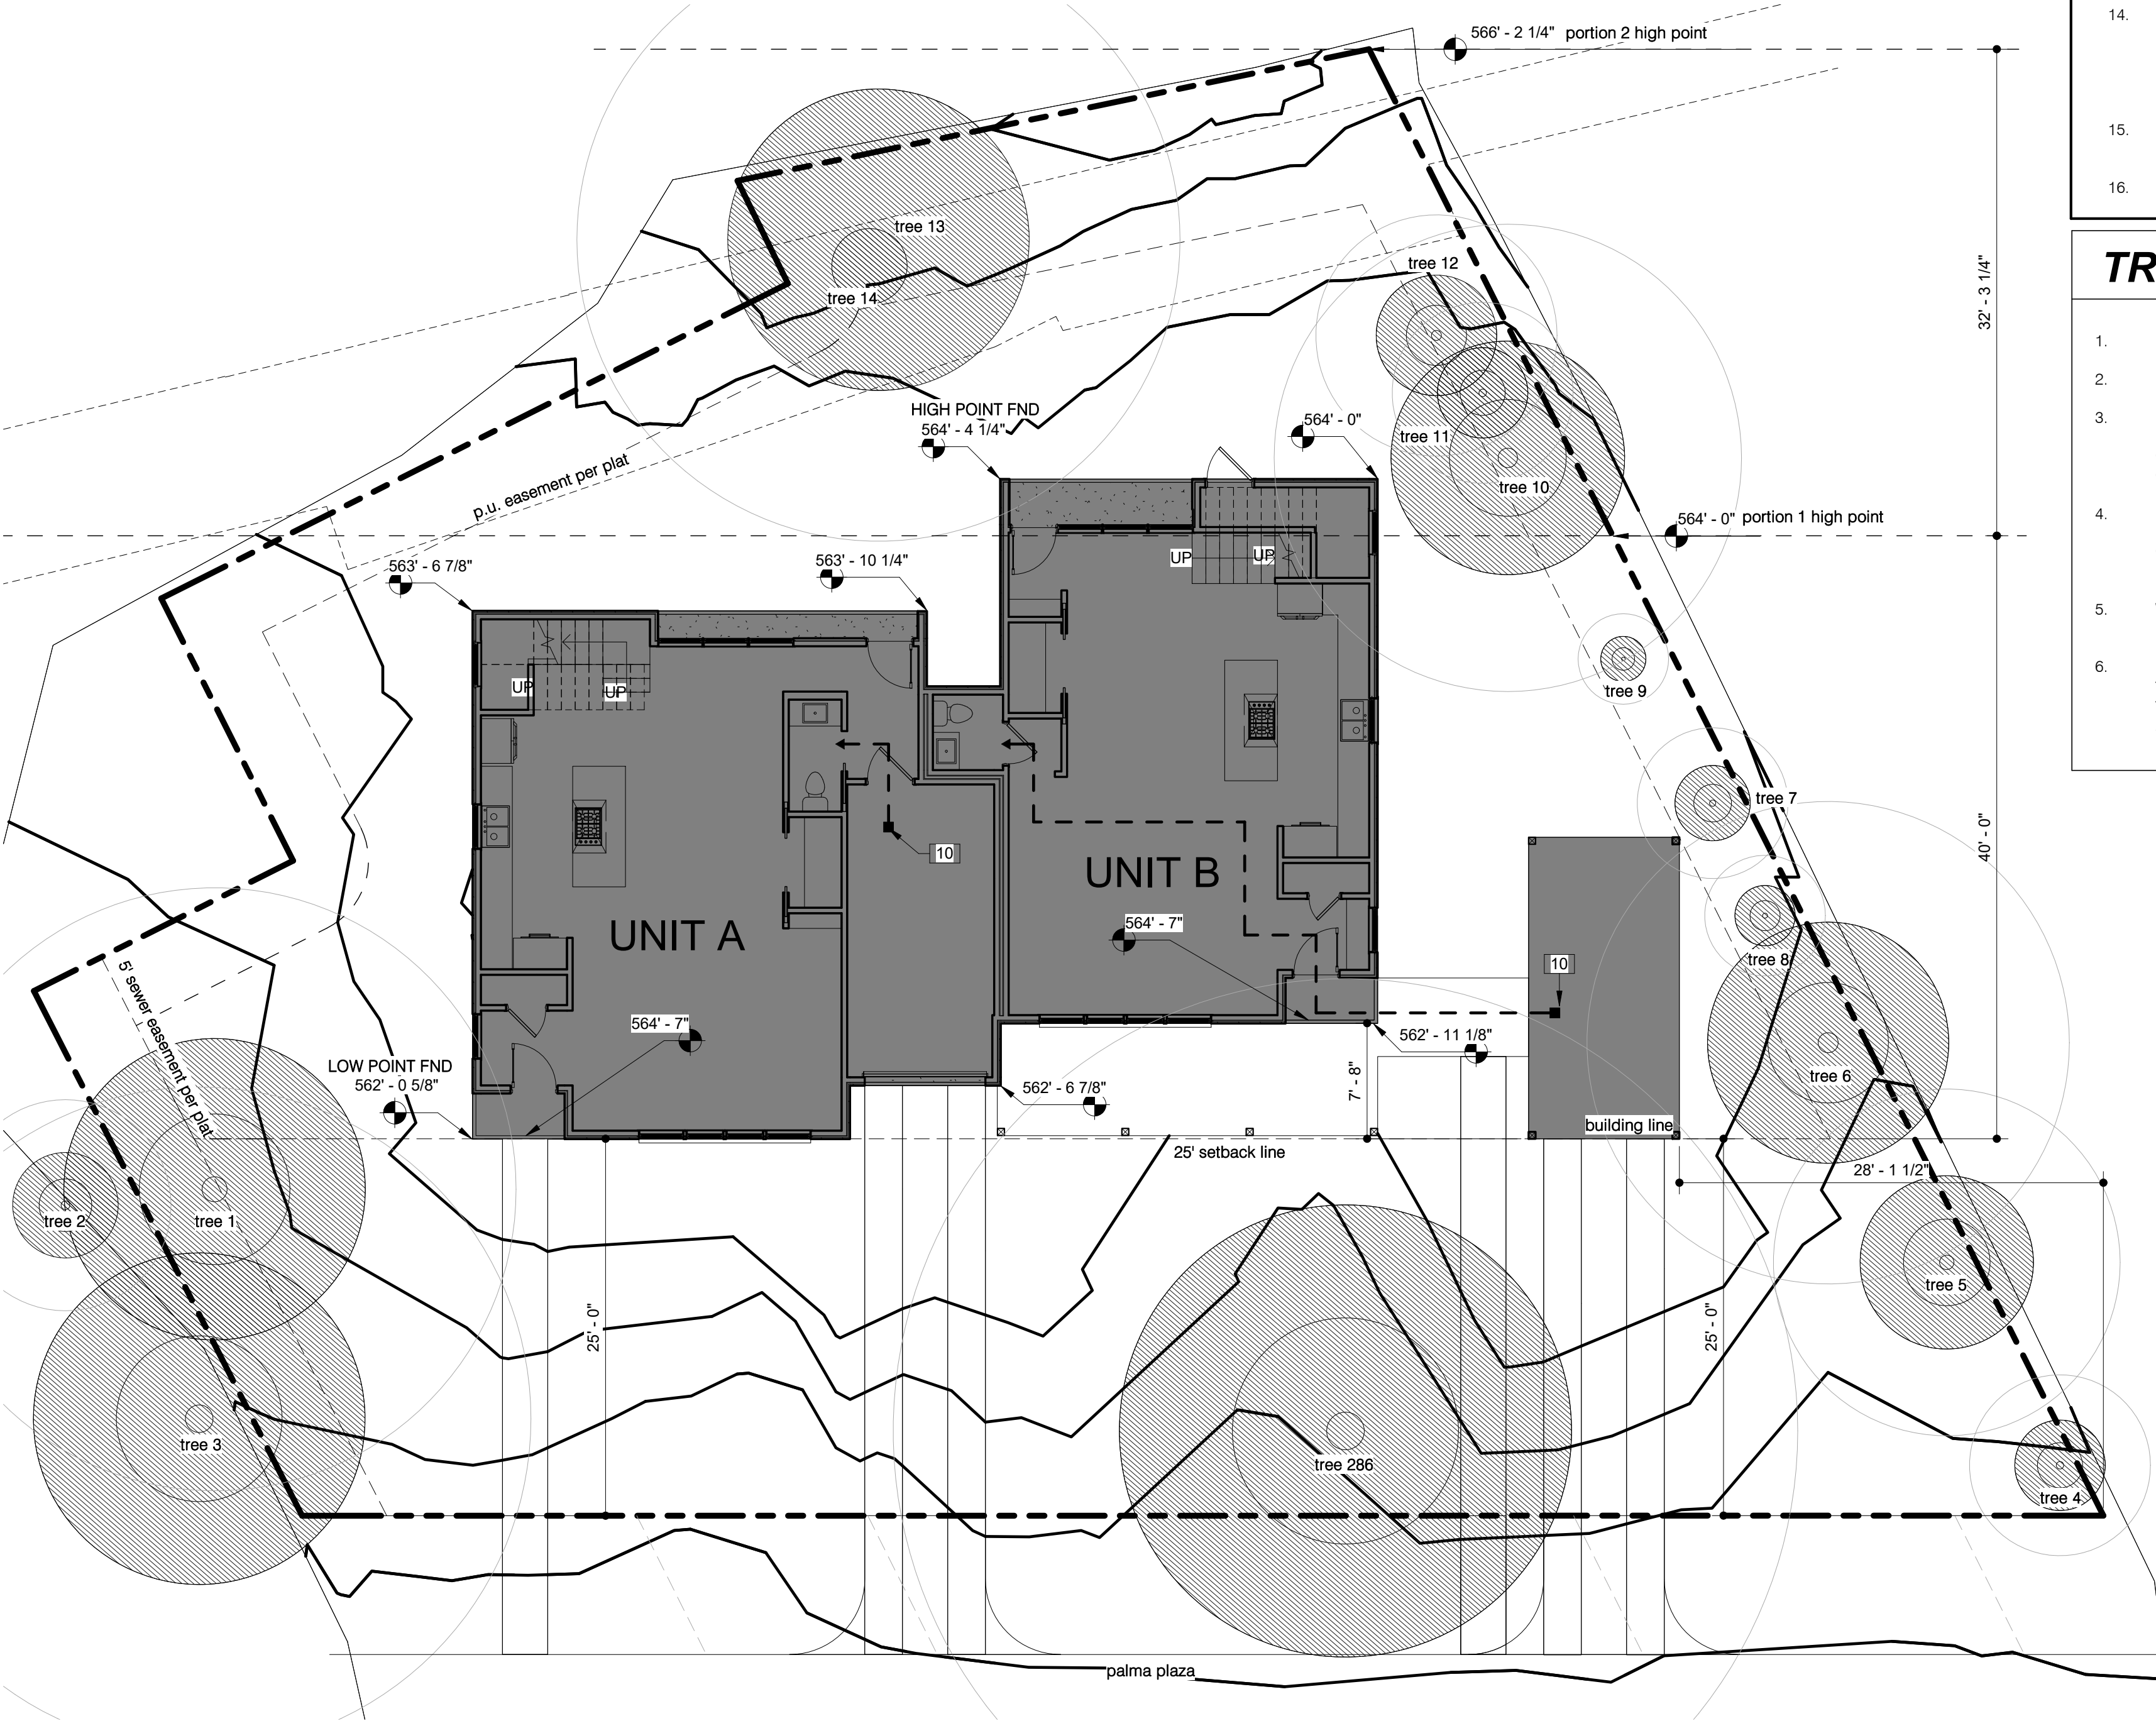 14.
566' - 2 1/4" portion 2 high point
15.
16.
tree 13
TR
tree 12
32' - 3 1/4"
tree 14
1.
2.
3.
HIGH POINT FND
564' - 4 1/4"
564' - 0"
tree 11
p.u. easement per plat
tree 10
4.
564' - 0" portion 1 high point
563' - 6 7/8"
563' - 10 1/4"
UP
UP
5.
6.
UP
UP
tree 9
tree 7
40' - 0"
10
UNIT B
564' - 7"
UNIT A
tree 8
10
5' sewer easement per plat
564' - 7"
562' - 11 1/8"
LOW POINT FND
562' - 0 5/8"
562' - 6 7/8"
7' - 8"
tree 6
building line
25' setback line
28' - 1 1/2"
tree 2
tree 1
tree 5
25' - 0"
25' - 0"
tree 3
tree 286
tree 4
palma plaza